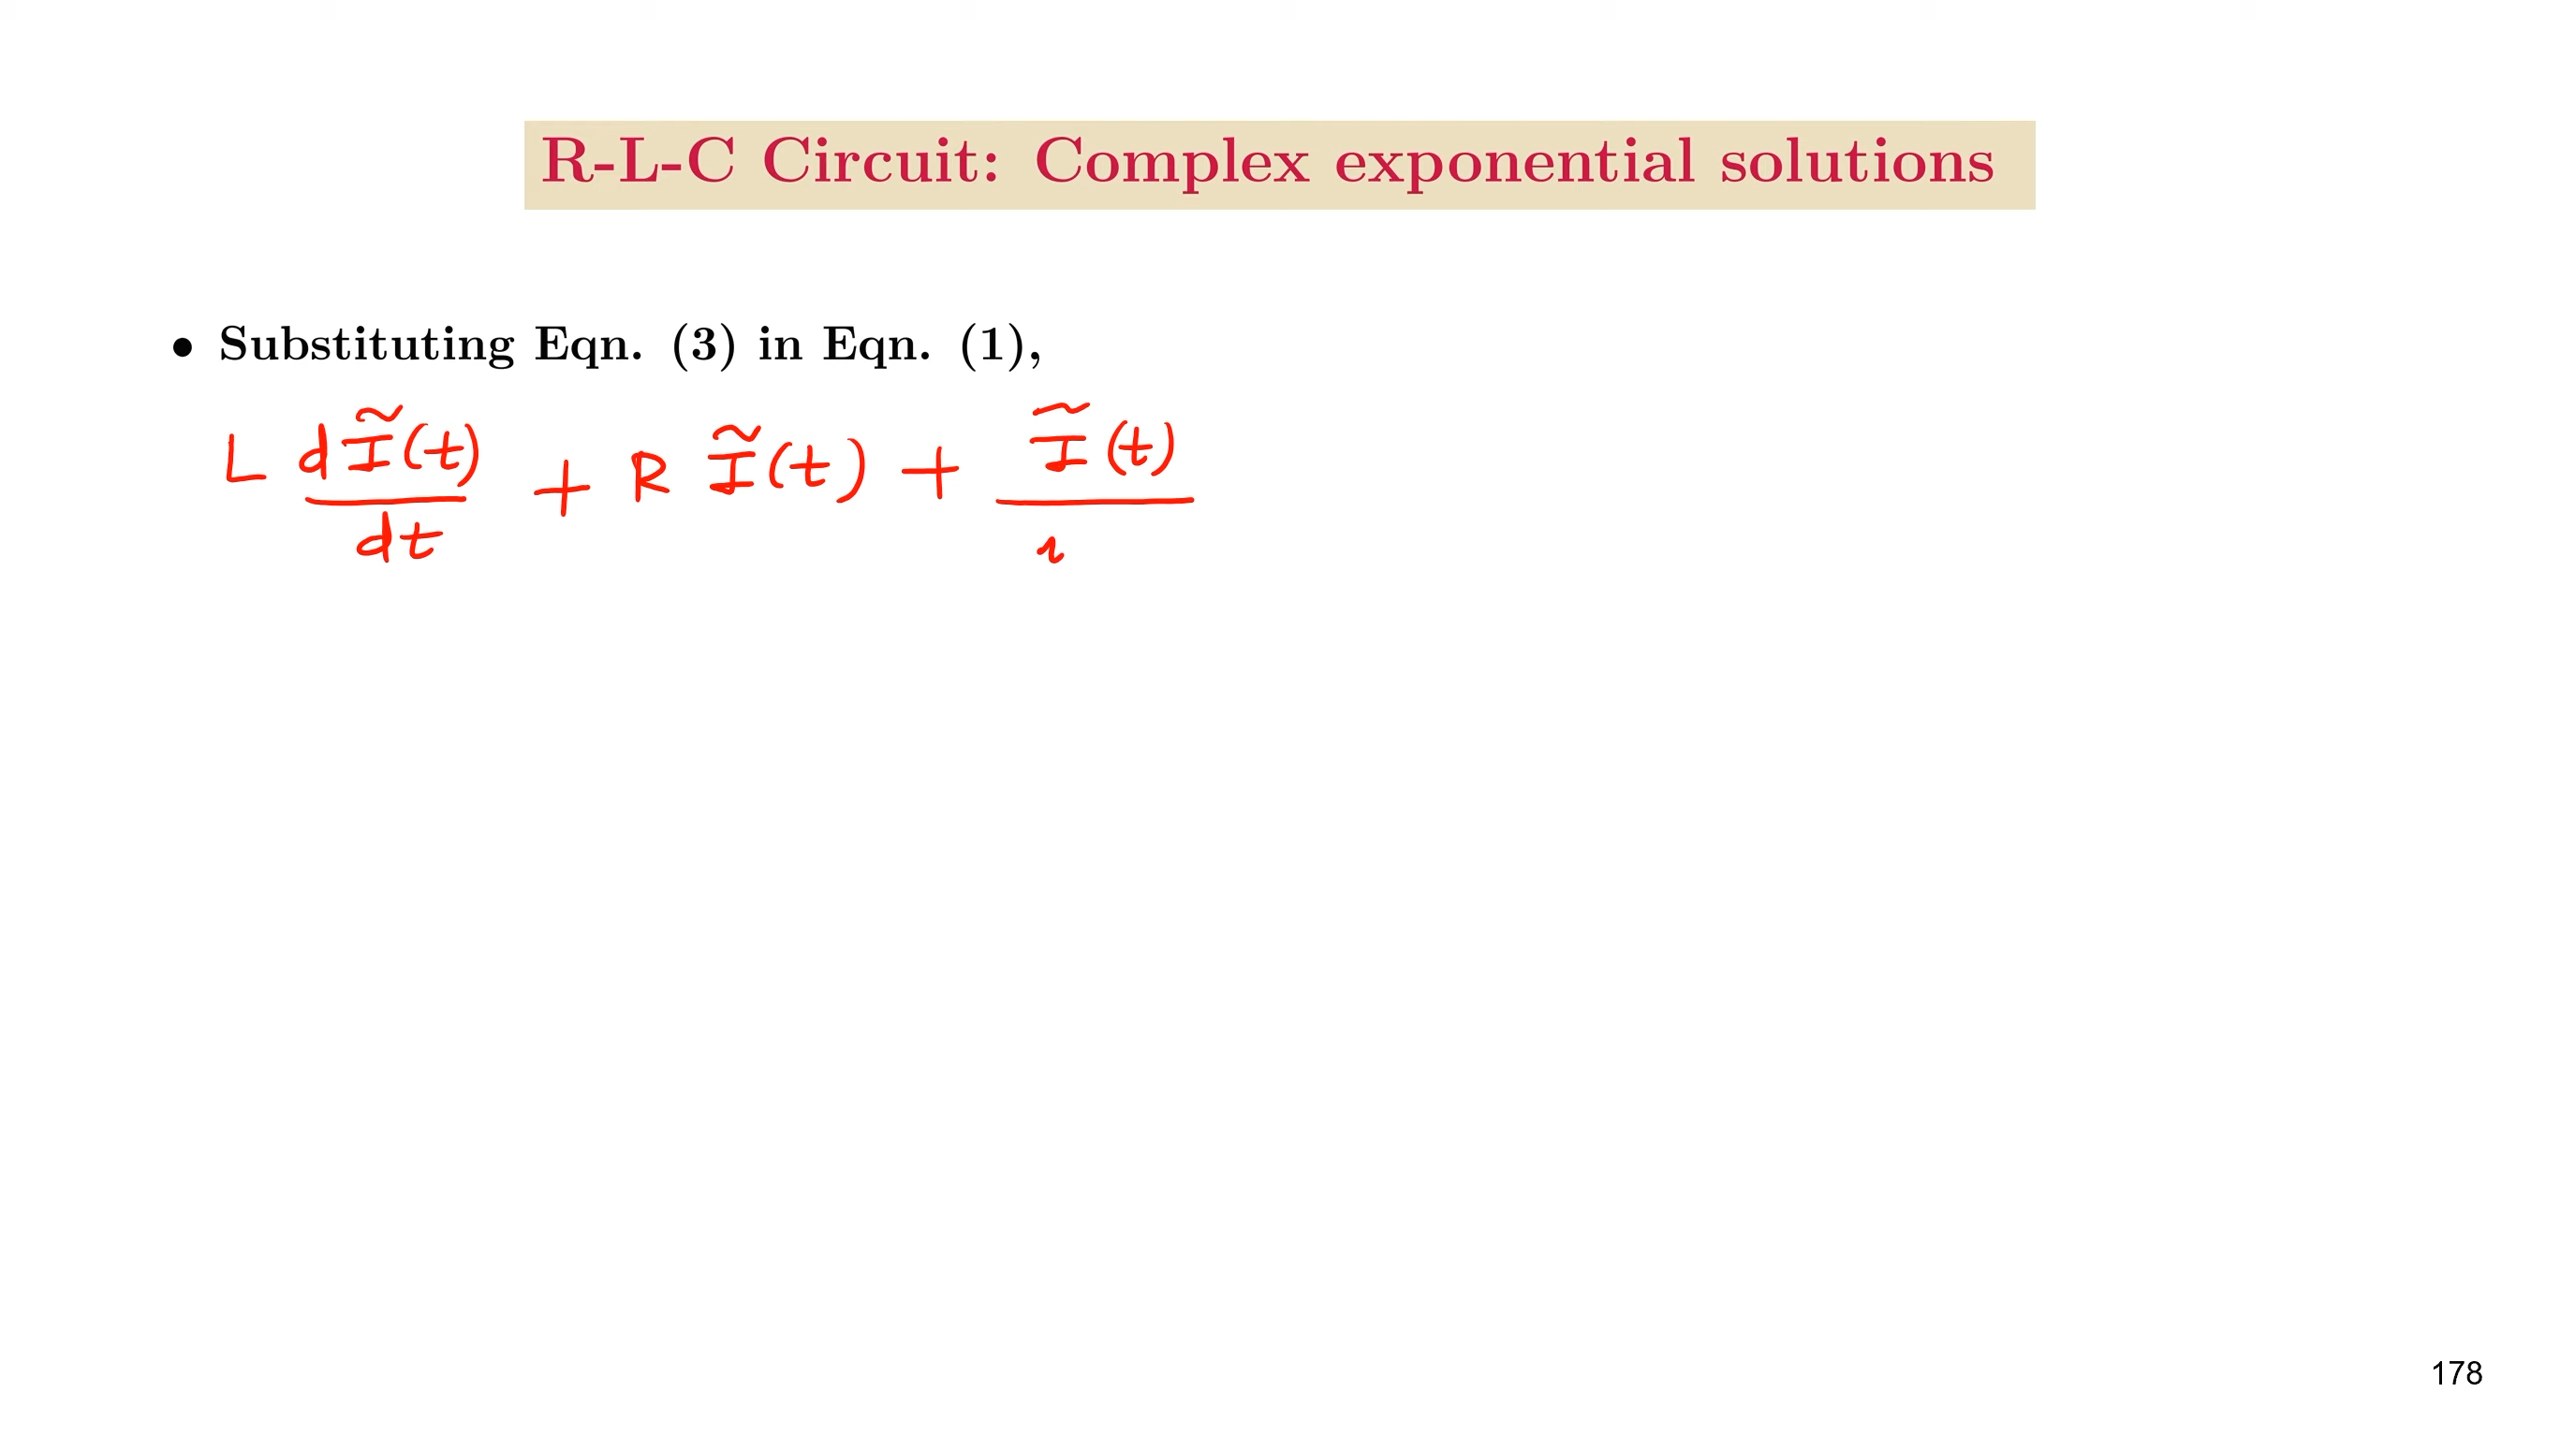 R-L-C Circuit: Complex exponential solutions
• Substituting Eqn. (3) in Eqn. (1),
L dĨ(t)/dt + R Ĩ(t) + Ĩ(t)/i
178